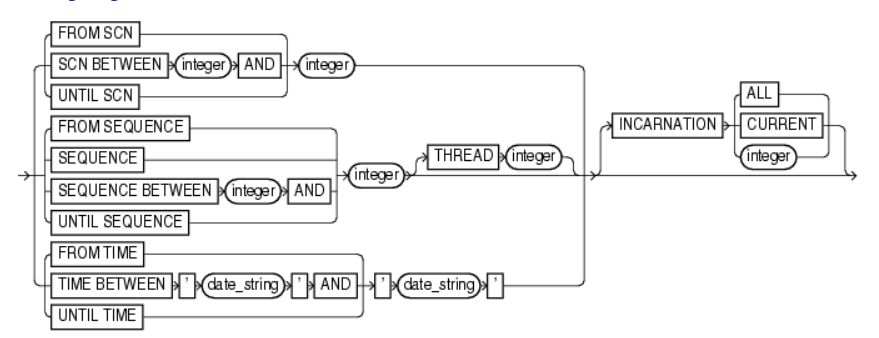 FROM SCN
SCN BETWEEN integer AND integer
UNTIL SCN
FROM SEQUENCE
SEQUENCE
SEQUENCE BETWEEN integer AND
UNTIL SEQUENCE
integer THREAD integer
FROM TIME
TIME BETWEEN ' date_string ' AND ' date_string '
UNTIL TIME
INCARNATION
ALL
CURRENT
integer